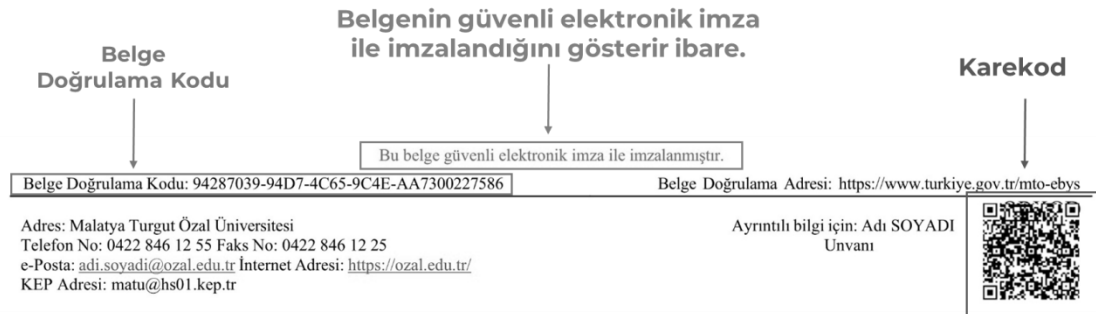 Belgenin güvenli elektronik imza
ile imzalandığını gösterir ibare.
Belge
Doğrulama Kodu
Karekod
Bu belge güvenli elektronik imza ile imzalanmıştır.
Belge Doğrulama Kodu: 94287039-94D7-4C65-9C4E-AA7300227586
Belge Doğrulama Adresi: https://www.turkiye.gov.tr/mto-ebys
Adres: Malatya Turgut Özal Üniversitesi
Telefon No: 0422 846 12 55 Faks No: 0422 846 12 25
e-Posta: adi.soyadi@ozal.edu.tr İnternet Adresi: https://ozal.edu.tr/
KEP Adresi: matu@hs01.kep.tr
Ayrıntılı bilgi için: Adı SOYADI
Unvanı